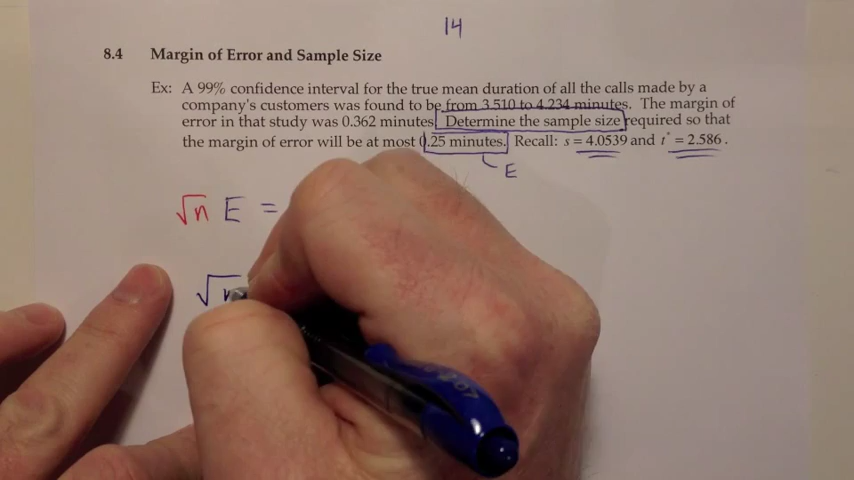 14
8.4 Margin of Error and Sample Size
Ex: A 99% confidence interval for the true mean duration of all the calls made by a
company's customers was found to be from 3.510 to 4.234 minutes. The margin of
error in that study was 0.362 minutes. Determine the sample size required so that
the margin of error will be at most 0.25 minutes. Recall: s = 4.0539 and t* = 2.586.
E
√n E =
√n